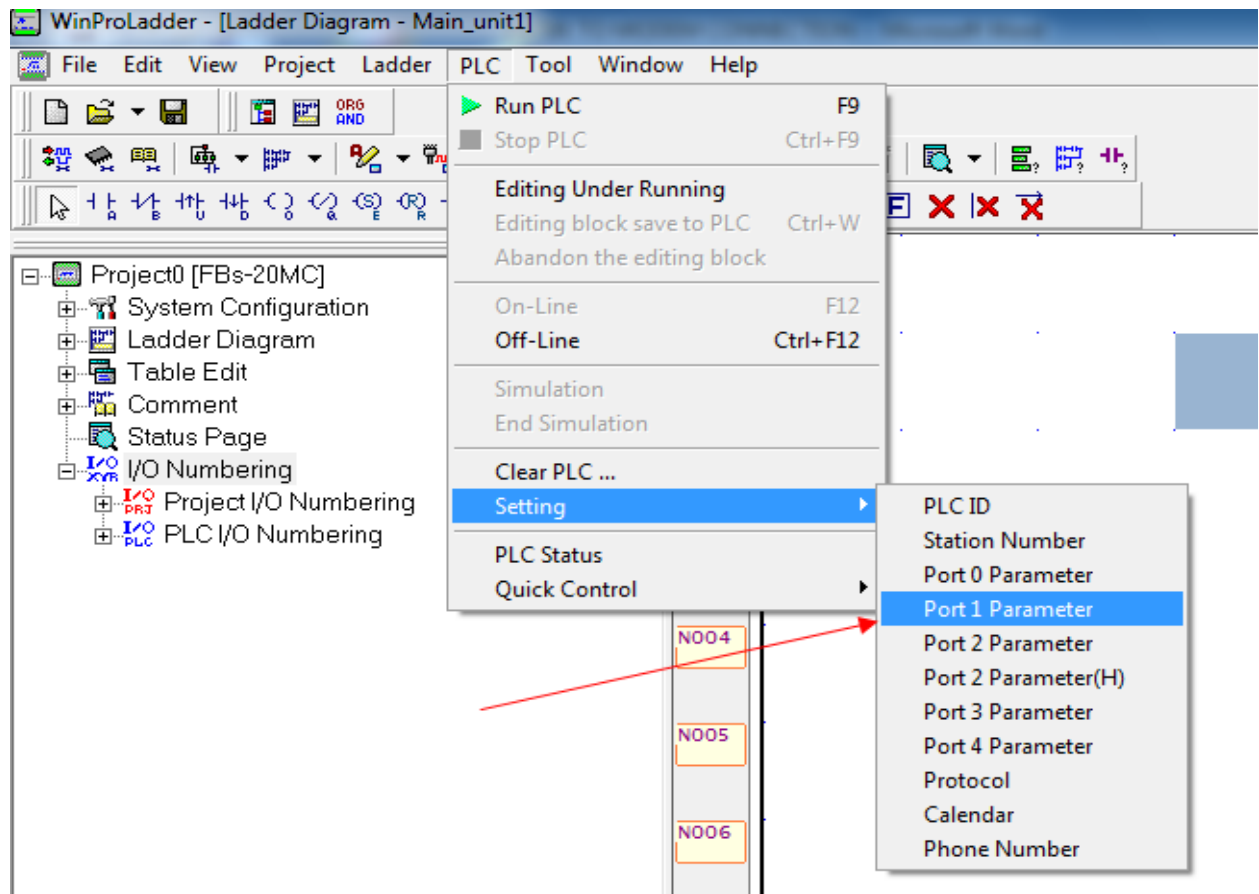 WinProLadder - [Ladder Diagram - Main_unit1]
File Edit View Project Ladder PLC Tool Window Help
ORG
AND
Run PLC F9
Stop PLC Ctrl+F9
Editing Under Running
Editing block save to PLC Ctrl+W
Abandon the editing block
On-Line F12
Off-Line Ctrl+F12
Simulation
End Simulation
Clear PLC ...
Setting
PLC Status
Quick Control
PLC ID
Station Number
Port 0 Parameter
Port 1 Parameter
Port 2 Parameter
Port 2 Parameter(H)
Port 3 Parameter
Port 4 Parameter
Protocol
Calendar
Phone Number
Project0 [FBs-20MC]
System Configuration
Ladder Diagram
Table Edit
Comment
Status Page
I/O Numbering
Project I/O Numbering
PLC I/O Numbering
N004
N005
N006